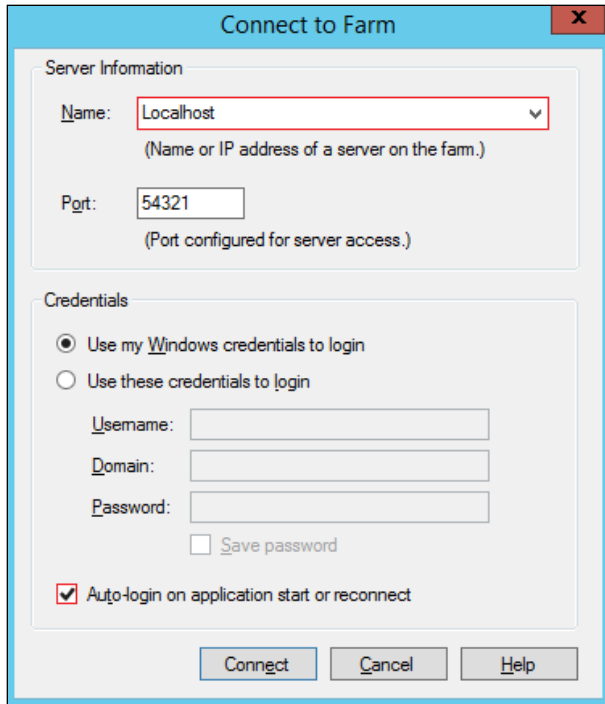 Connect to Farm
x
Server Information
Name: Localhost
(Name or IP address of a server on the farm.)
Port: 54321
(Port configured for server access.)
Credentials
Use my Windows credentials to login
Use these credentials to login
Username:
Domain:
Password:
Save password
Auto-login on application start or reconnect
Connect Cancel Help